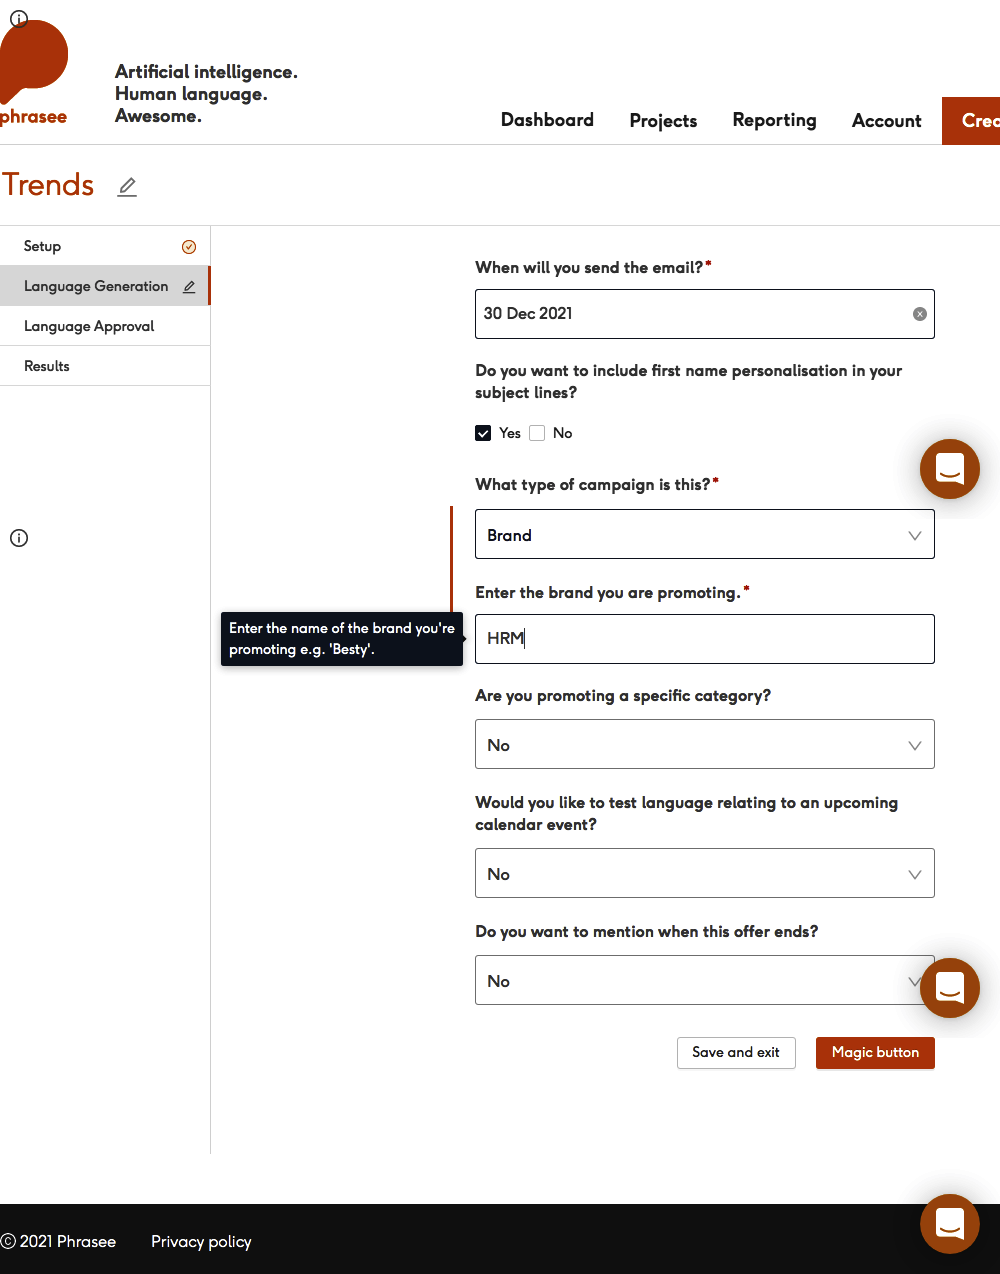 phrasee
Artificial intelligence.
Human language.
Awesome.
Dashboard Projects Reporting Account
Trends
Setup
Language Generation
Language Approval
Results
When will you send the email?*
30 Dec 2021
Do you want to include first name personalisation in your
subject lines?
Yes No
What type of campaign is this?*
Brand
Enter the brand you are promoting.*
Enter the name of the brand you're
promoting e.g. 'Besty'.
HRM
Are you promoting a specific category?
No
Would you like to test language relating to an upcoming
calendar event?
No
Do you want to mention when this offer ends?
No
Save and exit Magic button
© 2021 Phrasee Privacy policy